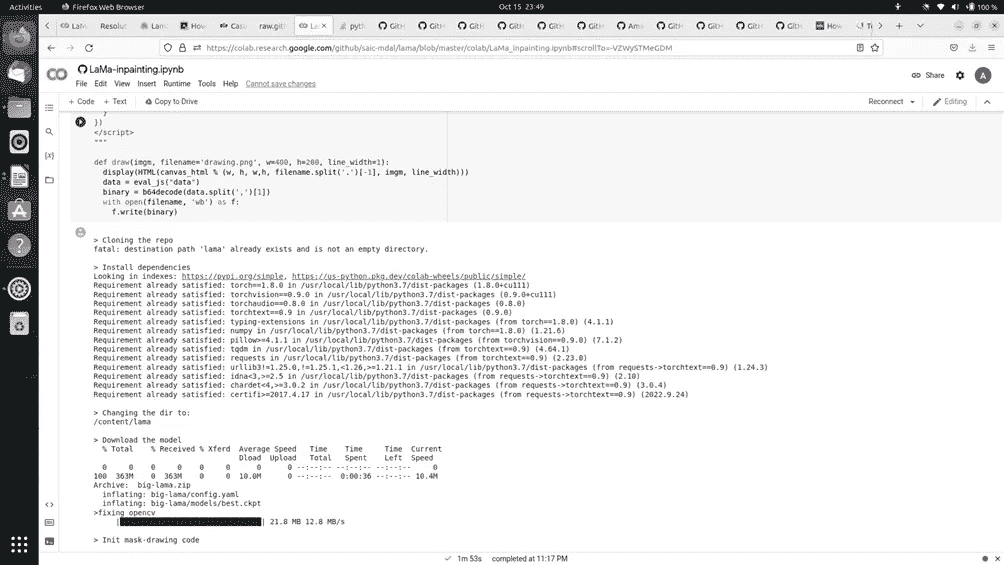 Activities
Firefox Web Browser
Oct 15 23:49
100 %
LaM
Resolut
Lama
How
Cas
raw.git
La
pyth
GitH
GitH
GitH
GitH
GitH
Ama
GitH
GitH
GitH
GitH
How
https://colab.research.google.com/github/saic-mdal/lama/blob/master/colab/LaMa_inpainting.ipynb#scrollTo=-VZWySTMeGDM
LaMa-inpainting.ipynb
File Edit View Insert Runtime Tools Help Cannot save changes
Share
A
+ Code + Text Copy to Drive
Reconnect
Editing
}
})
</script>
"""
def draw(imgm, filename='drawing.png', w=400, h=200, line_width=1):
display(HTML(canvas_html % (w, h, w,h, filename.split('.')[-1], imgm, line_width)))
data = eval_js("data")
binary = b64decode(data.split(',')[1])
with open(filename, 'wb') as f:
f.write(binary)
> Cloning the repo
fatal: destination path 'lama' already exists and is not an empty directory.
> Install dependencies
Looking in indexes: https://pypi.org/simple, https://us-python.pkg.dev/colab-wheels/public/simple/
Requirement already satisfied: torch==1.8.0 in /usr/local/lib/python3.7/dist-packages (1.8.0+cu111)
Requirement already satisfied: torchvision==0.9.0 in /usr/local/lib/python3.7/dist-packages (0.9.0+cu111)
Requirement already satisfied: torchaudio==0.8.0 in /usr/local/lib/python3.7/dist-packages (0.8.0)
Requirement already satisfied: torchtext==0.9 in /usr/local/lib/python3.7/dist-packages (0.9.0)
Requirement already satisfied: typing-extensions in /usr/local/lib/python3.7/dist-packages (from torch==1.8.0) (4.1.1)
Requirement already satisfied: numpy in /usr/local/lib/python3.7/dist-packages (from torch==1.8.0) (1.21.6)
Requirement already satisfied: pillow>=4.1.1 in /usr/local/lib/python3.7/dist-packages (from torchvision==0.9.0) (7.1.2)
Requirement already satisfied: tqdm in /usr/local/lib/python3.7/dist-packages (from torchtext==0.9) (4.64.1)
Requirement already satisfied: requests in /usr/local/lib/python3.7/dist-packages (from torchtext==0.9) (2.23.0)
Requirement already satisfied: urllib3!=1.25.0,!=1.25.1,<1.26,>=1.21.1 in /usr/local/lib/python3.7/dist-packages (from requests->torchtext==0.9) (1.24.3)
Requirement already satisfied: idna<3,>=2.5 in /usr/local/lib/python3.7/dist-packages (from requests->torchtext==0.9) (2.10)
Requirement already satisfied: chardet<4,>=3.0.2 in /usr/local/lib/python3.7/dist-packages (from requests->torchtext==0.9) (3.0.4)
Requirement already satisfied: certifi>=2017.4.17 in /usr/local/lib/python3.7/dist-packages (from requests->torchtext==0.9) (2022.9.24)
> Changing the dir to:
/content/lama
> Download the model
% Total % Received % Xferd Average Speed Time Time Time Current
Dload Upload Total Spent Left Speed
0 0 0 0 0 0 0 0 --:--:-- --:--:-- --:--:-- 0
100 363M 0 363M 0 0 10.0M 0 --:--:-- 0:00:36 --:--:-- 10.4M
Archive: big-lama.zip
inflating: big-lama/config.yaml
inflating: big-lama/models/best.ckpt
>fixing opencv
21.8 MB 12.8 MB/s
> Init mask-drawing code
1m 53s completed at 11:17 PM